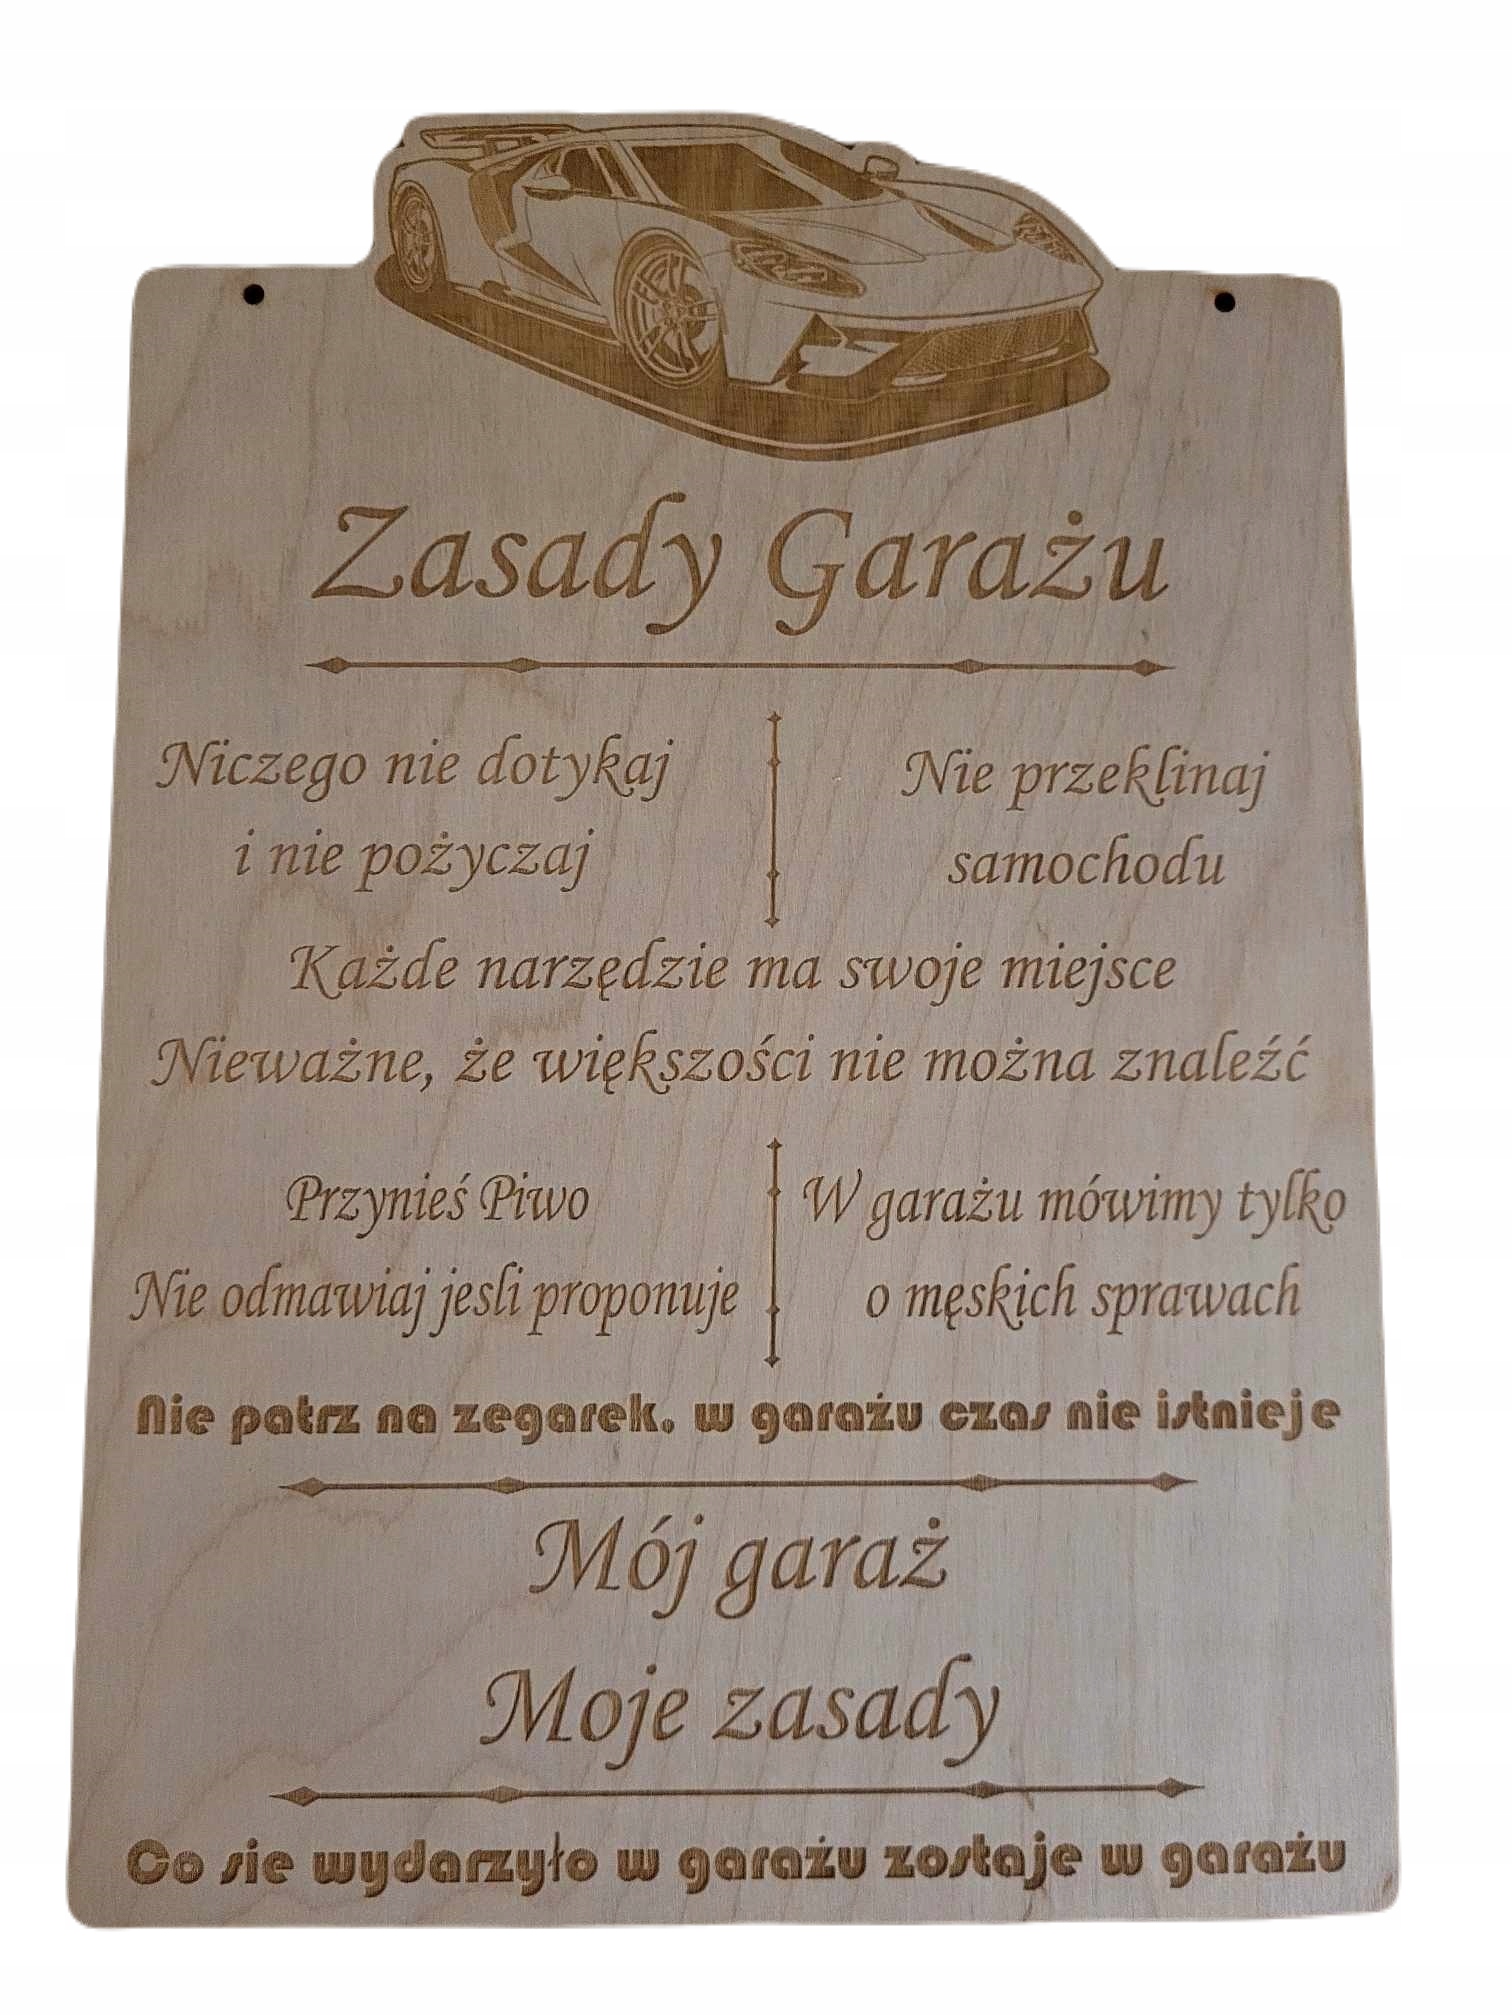 Zasady Garażu
Niczego nie dotykaj
i nie pożyczaj
Nie przeklinaj
samochodu
Każde narzędzie ma swoje miejsce
Nieważne, że większości nie można znaleźć
Przynieś Piwo
Nie odmawiaj jesli proponuje
W garażu mówimy tylko
o męskich sprawach
Nie patrz na zegarek, w garażu czas nie istnieje
Mój garaż
Moje zasady
Co sie wydarzyło w garażu zostaje w garażu